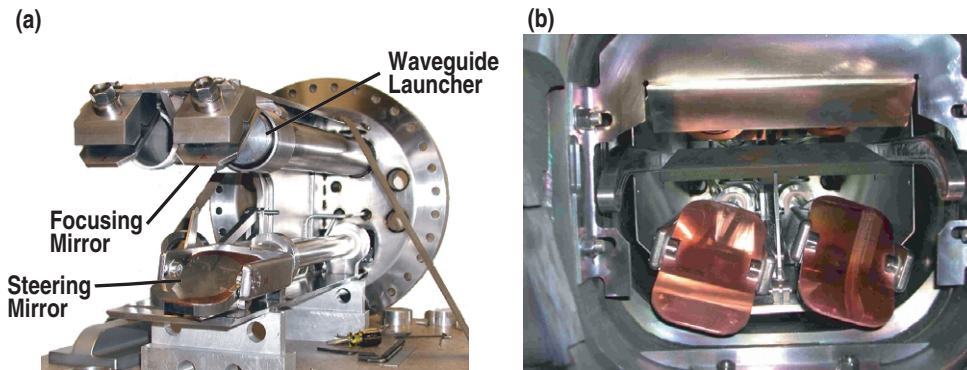 (a)
(b)
Waveguide
Launcher
Focusing
Mirror
Steering
Mirror